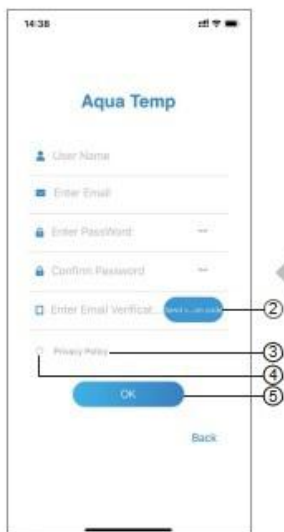 14:38
Aqua Temp
User Name
Enter Email
Enter PassWord
Confirm Password
Enter Email Verificat...
②
Privacy Policy
③
④
OK
⑤
Back